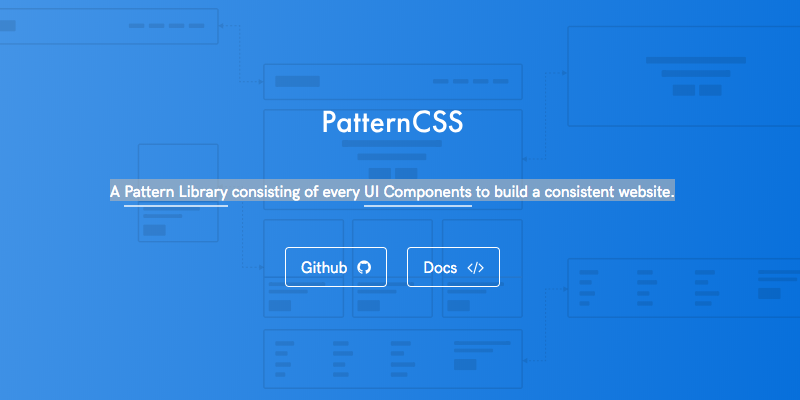 PatternCSS
A Pattern Library consisting of every UI Components to build a consistent website.
Github
Docs